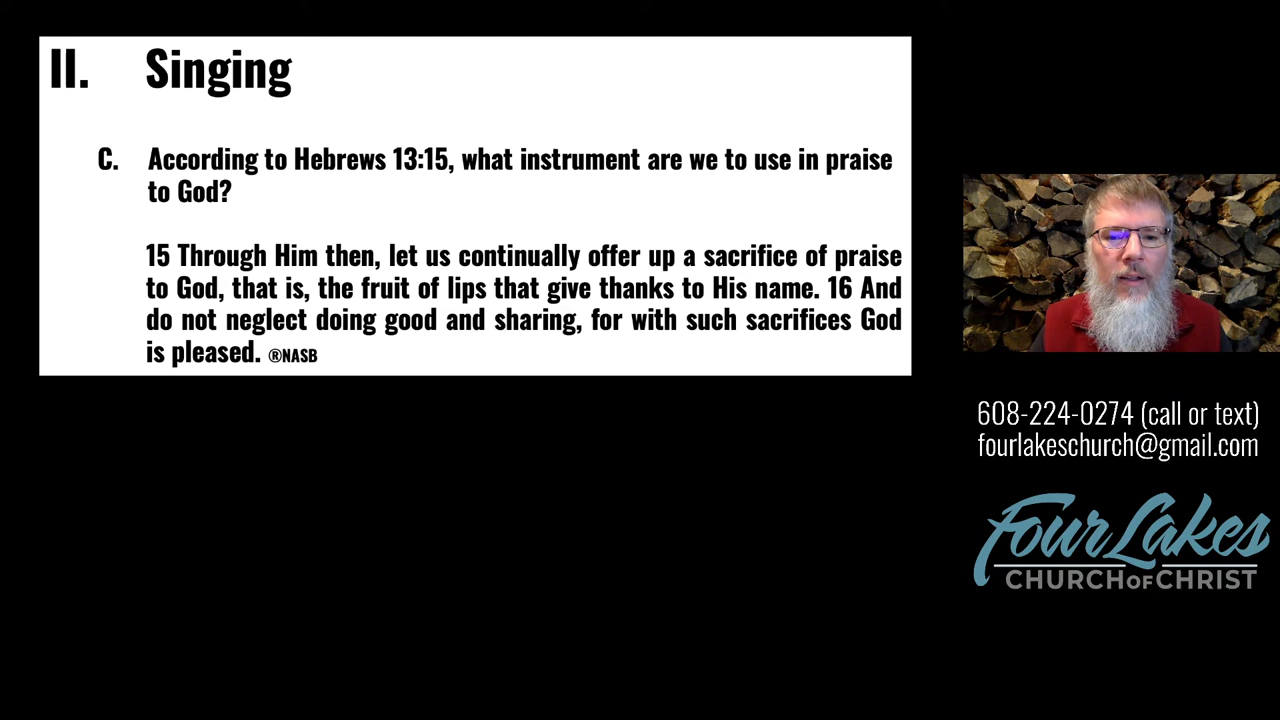 II. Singing
C. According to Hebrews 13:15, what instrument are we to use in praise
to God?
15 Through Him then, let us continually offer up a sacrifice of praise
to God, that is, the fruit of lips that give thanks to His name. 16 And
do not neglect doing good and sharing, for with such sacrifices God
is pleased. ®NASB
608-224-0274 (call or text)
fourlakeschurch@gmail.com
Four Lakes
CHURCH OF CHRIST